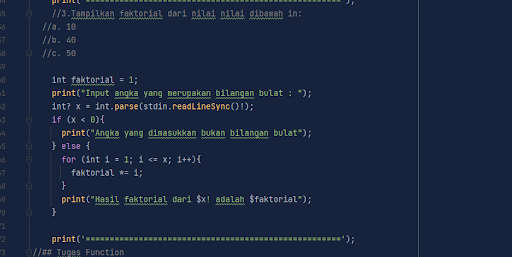 print('====================================================');
//3.Tampilkan faktorial dari nilai nilai dibawah in:
//a. 10
//b. 40
//c. 50
int faktorial = 1;
print("Input angka yang merupakan bilangan bulat : ");
int? x = int.parse(stdin.readLineSync()!);
if (x < 0){
print("Angka yang dimasukkan bukan bilangan bulat");
} else {
for (int i = 1; i <= x; i++){
faktorial *= i;
}
print("Hasil faktorial dari $x! adalah $faktorial");
}
print('====================================================');
//## Tugas Function